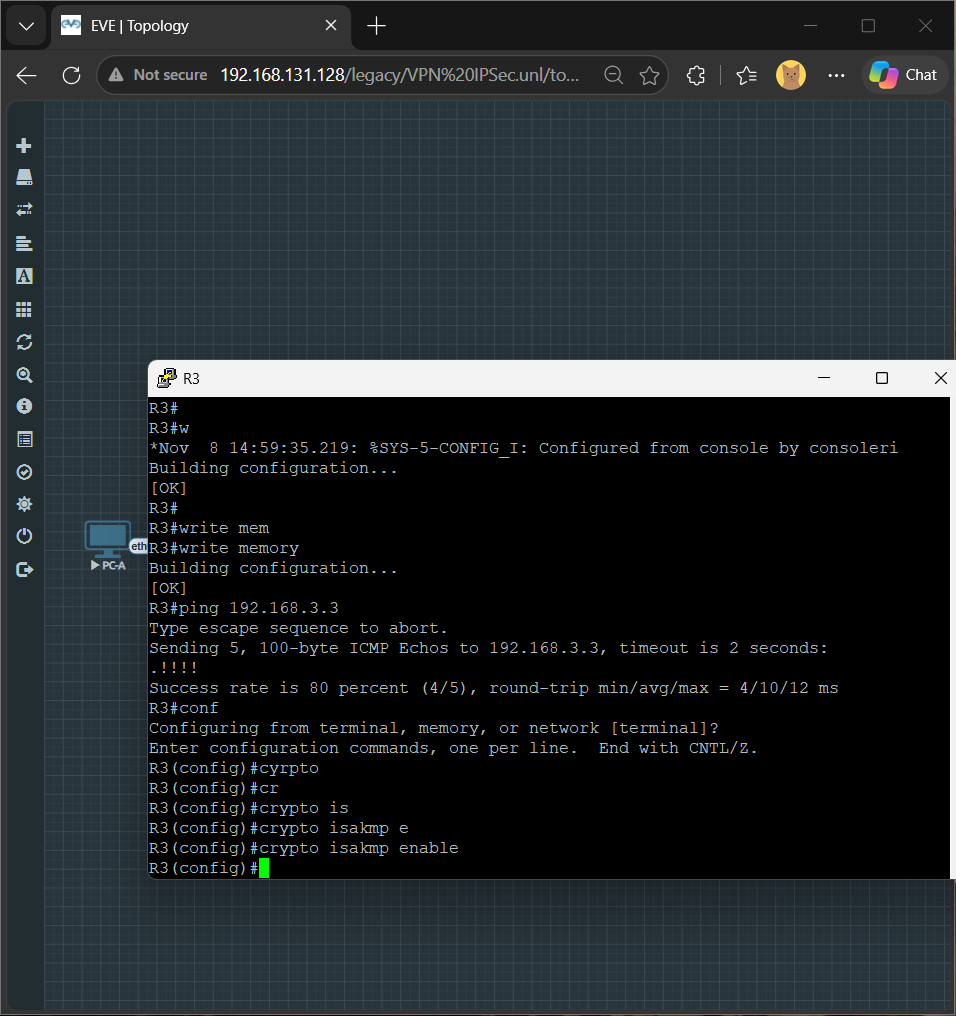 EVE | Topology
Not secure 192.168.131.128/legacy/VPN%20IPSec.unl/to...
Chat
A
R3
R3#
R3#w
*Nov  8 14:59:35.219: %SYS-5-CONFIG_I: Configured from console by consoleri
Building configuration...
[OK]
R3#
R3#write mem
R3#write memory
Building configuration...
[OK]
R3#ping 192.168.3.3
Type escape sequence to abort.
Sending 5, 100-byte ICMP Echos to 192.168.3.3, timeout is 2 seconds:
.!!!!
Success rate is 80 percent (4/5), round-trip min/avg/max = 4/10/12 ms
R3#conf
Configuring from terminal, memory, or network [terminal]?
Enter configuration commands, one per line.  End with CNTL/Z.
R3(config)#cyrpto
R3(config)#cr
R3(config)#crypto is
R3(config)#crypto isakmp e
R3(config)#crypto isakmp enable
R3(config)#
eth
PC-A